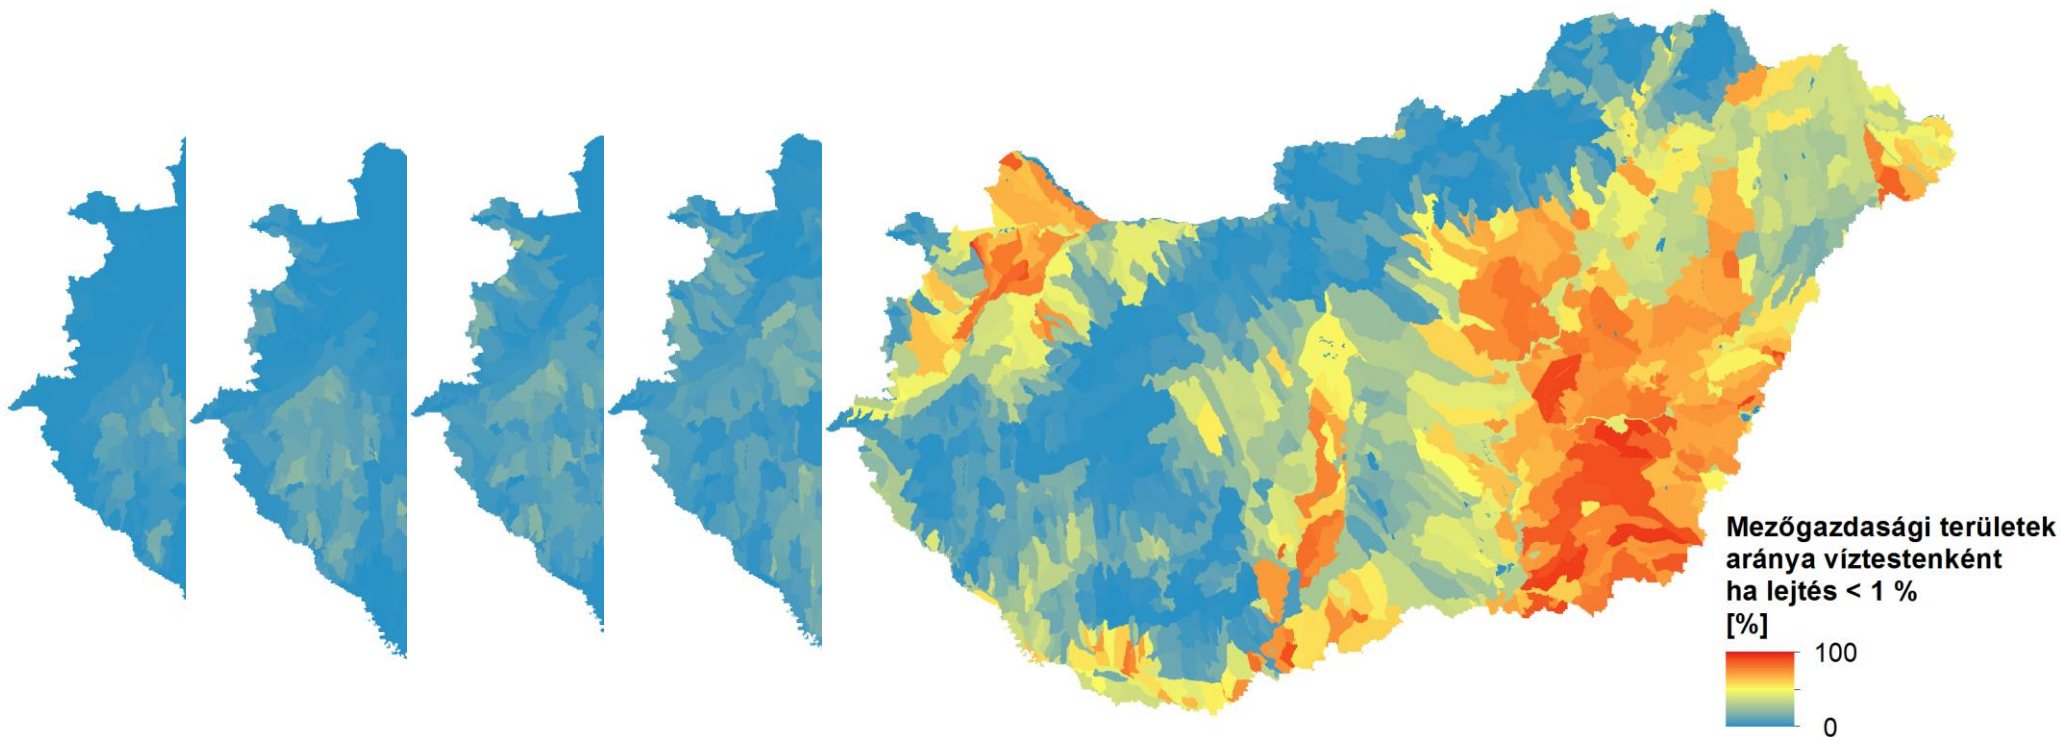 Mezőgazdasági területek
aránya víztestenként
ha lejtés < 1 %
[%]
100
0